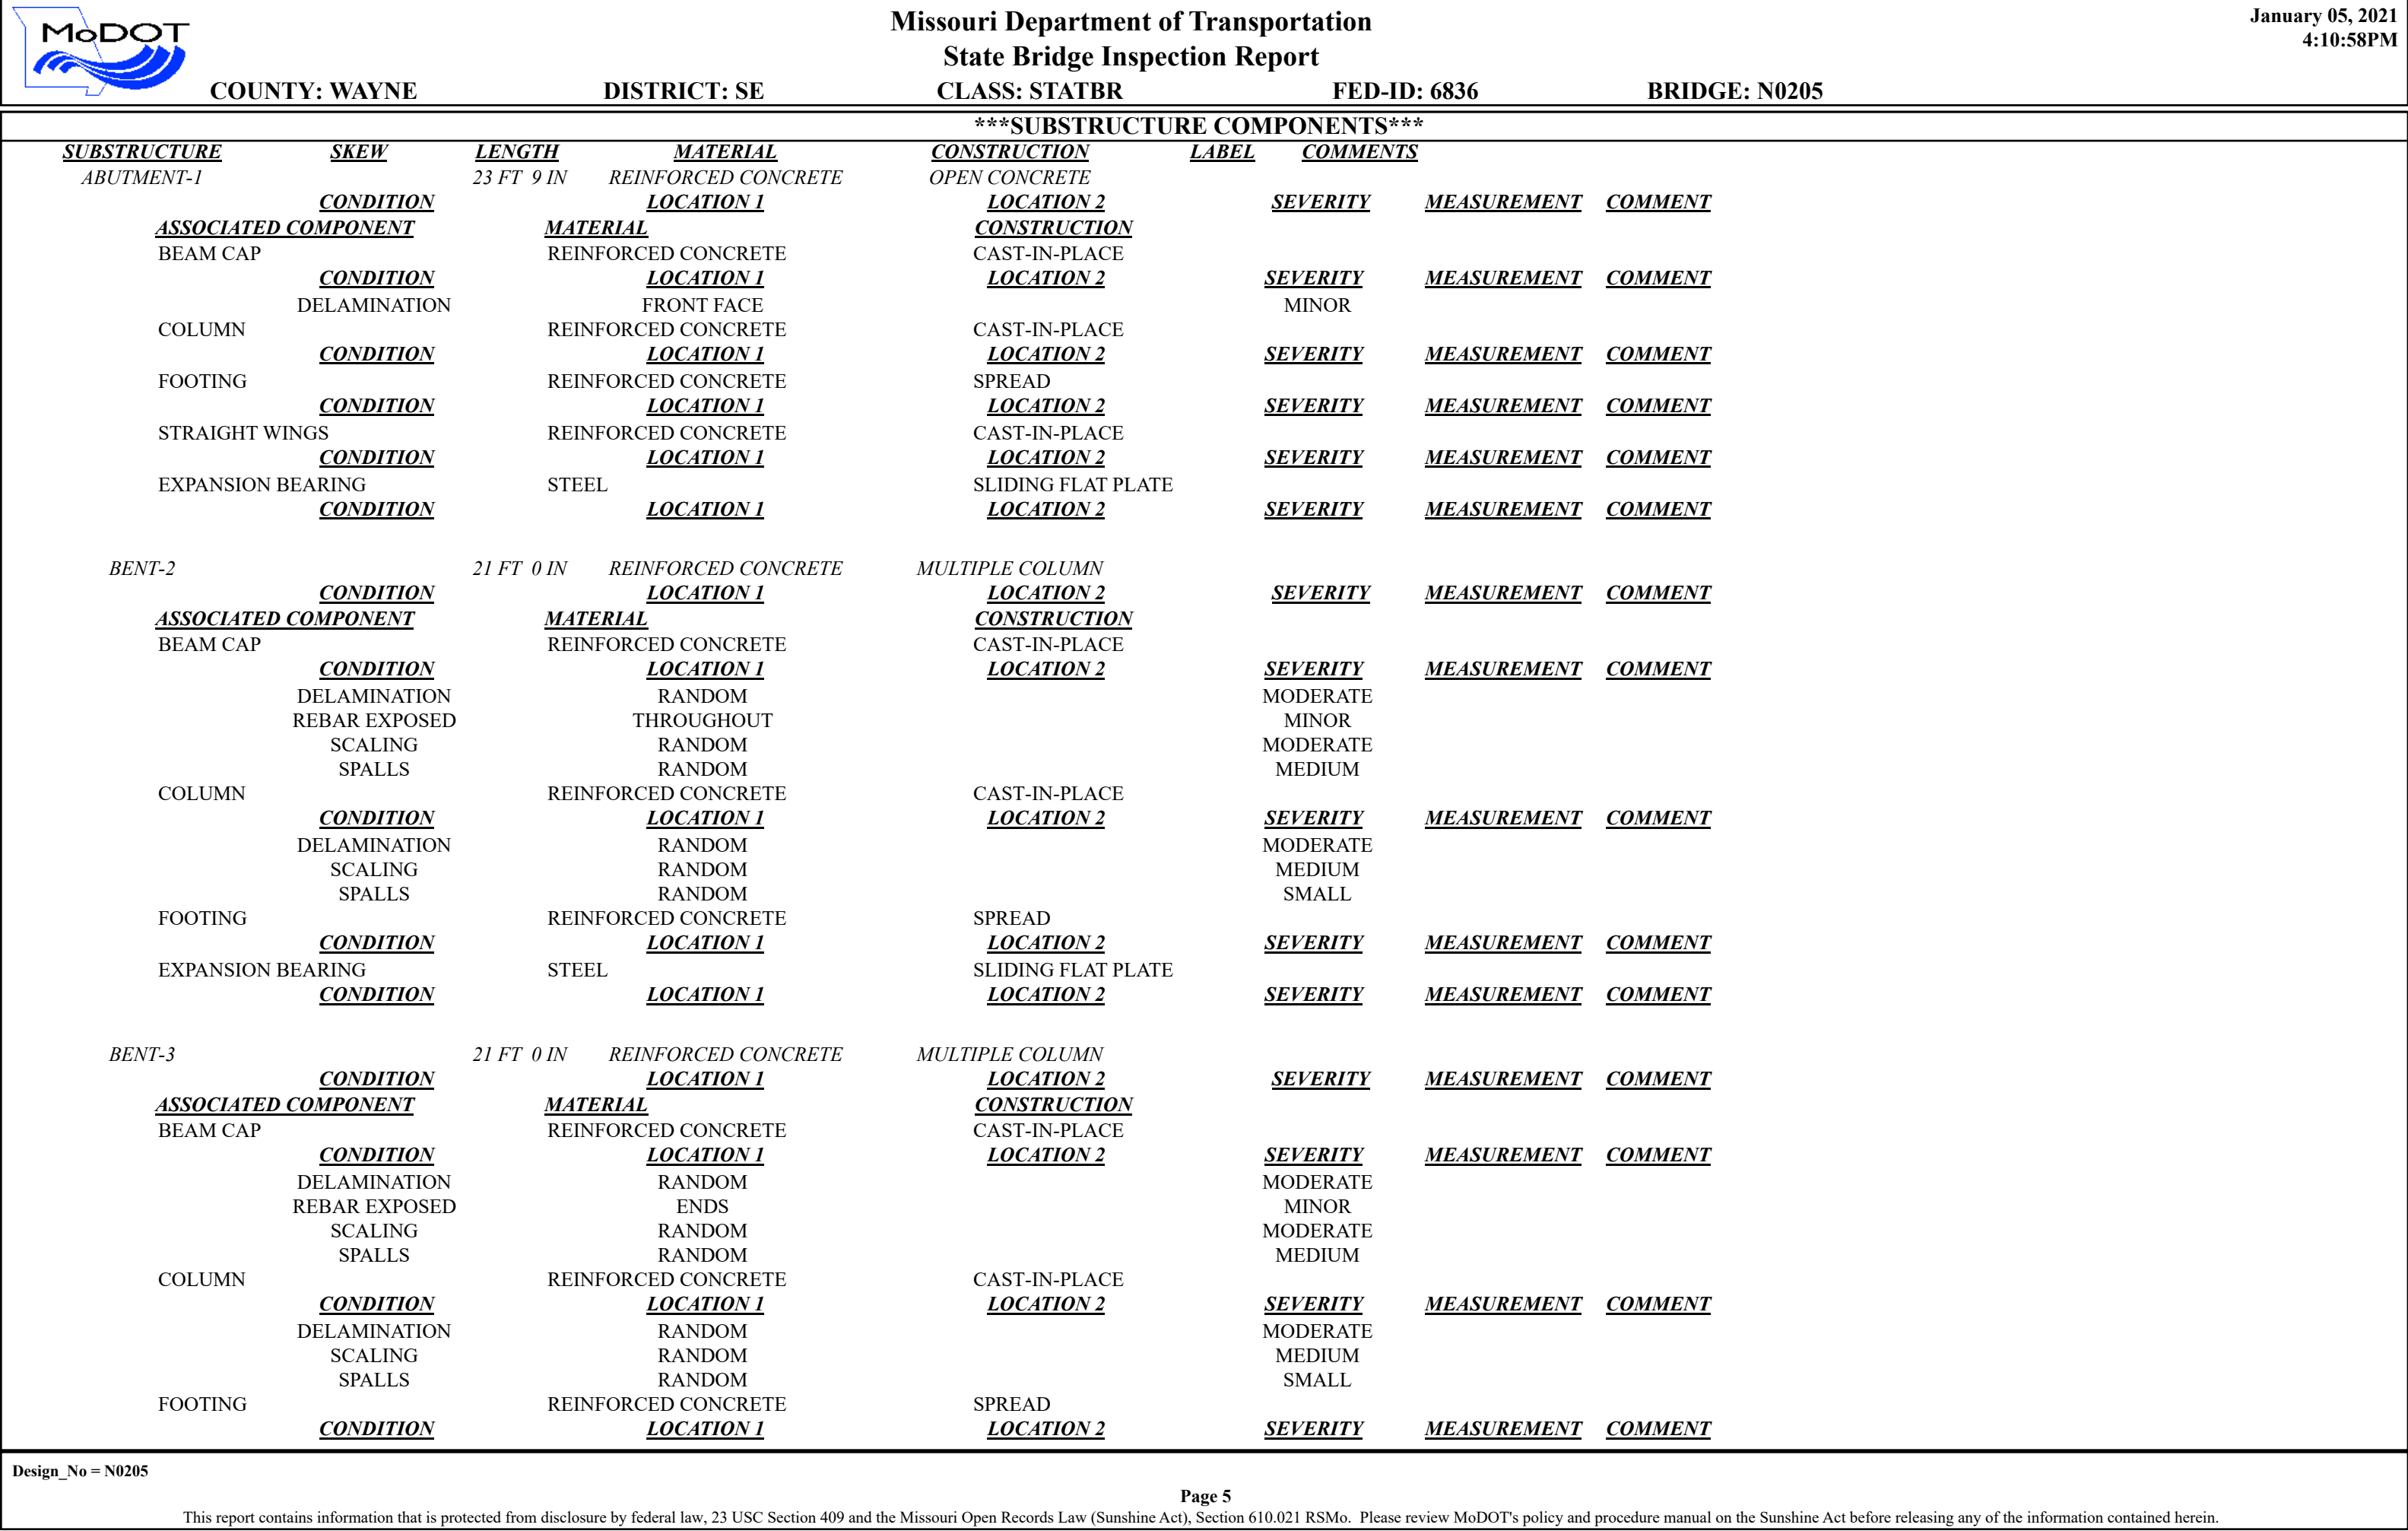 MoDOT
Missouri Department of Transportation
State Bridge Inspection Report
January 05, 2021
4:10:58PM
COUNTY: WAYNE DISTRICT: SE CLASS: STATBR FED-ID: 6836 BRIDGE: N0205
***SUBSTRUCTURE COMPONENTS***
SUBSTRUCTURE SKEW LENGTH MATERIAL CONSTRUCTION LABEL COMMENTS
ABUTMENT-1 23 FT 9 IN REINFORCED CONCRETE OPEN CONCRETE
CONDITION LOCATION 1 LOCATION 2 SEVERITY MEASUREMENT COMMENT
ASSOCIATED COMPONENT MATERIAL CONSTRUCTION
BEAM CAP REINFORCED CONCRETE CAST-IN-PLACE
CONDITION LOCATION 1 LOCATION 2 SEVERITY MEASUREMENT COMMENT
DELAMINATION FRONT FACE MINOR
COLUMN REINFORCED CONCRETE CAST-IN-PLACE
CONDITION LOCATION 1 LOCATION 2 SEVERITY MEASUREMENT COMMENT
FOOTING REINFORCED CONCRETE SPREAD
CONDITION LOCATION 1 LOCATION 2 SEVERITY MEASUREMENT COMMENT
STRAIGHT WINGS REINFORCED CONCRETE CAST-IN-PLACE
CONDITION LOCATION 1 LOCATION 2 SEVERITY MEASUREMENT COMMENT
EXPANSION BEARING STEEL SLIDING FLAT PLATE
CONDITION LOCATION 1 LOCATION 2 SEVERITY MEASUREMENT COMMENT
BENT-2 21 FT 0 IN REINFORCED CONCRETE MULTIPLE COLUMN
CONDITION LOCATION 1 LOCATION 2 SEVERITY MEASUREMENT COMMENT
ASSOCIATED COMPONENT MATERIAL CONSTRUCTION
BEAM CAP REINFORCED CONCRETE CAST-IN-PLACE
CONDITION LOCATION 1 LOCATION 2 SEVERITY MEASUREMENT COMMENT
DELAMINATION RANDOM MODERATE
REBAR EXPOSED THROUGHOUT MINOR
SCALING RANDOM MODERATE
SPALLS RANDOM MEDIUM
COLUMN REINFORCED CONCRETE CAST-IN-PLACE
CONDITION LOCATION 1 LOCATION 2 SEVERITY MEASUREMENT COMMENT
DELAMINATION RANDOM MODERATE
SCALING RANDOM MEDIUM
SPALLS RANDOM SMALL
FOOTING REINFORCED CONCRETE SPREAD
CONDITION LOCATION 1 LOCATION 2 SEVERITY MEASUREMENT COMMENT
EXPANSION BEARING STEEL SLIDING FLAT PLATE
CONDITION LOCATION 1 LOCATION 2 SEVERITY MEASUREMENT COMMENT
BENT-3 21 FT 0 IN REINFORCED CONCRETE MULTIPLE COLUMN
CONDITION LOCATION 1 LOCATION 2 SEVERITY MEASUREMENT COMMENT
ASSOCIATED COMPONENT MATERIAL CONSTRUCTION
BEAM CAP REINFORCED CONCRETE CAST-IN-PLACE
CONDITION LOCATION 1 LOCATION 2 SEVERITY MEASUREMENT COMMENT
DELAMINATION RANDOM MODERATE
REBAR EXPOSED ENDS MINOR
SCALING RANDOM MODERATE
SPALLS RANDOM MEDIUM
COLUMN REINFORCED CONCRETE CAST-IN-PLACE
CONDITION LOCATION 1 LOCATION 2 SEVERITY MEASUREMENT COMMENT
DELAMINATION RANDOM MODERATE
SCALING RANDOM MEDIUM
SPALLS RANDOM SMALL
FOOTING REINFORCED CONCRETE SPREAD
CONDITION LOCATION 1 LOCATION 2 SEVERITY MEASUREMENT COMMENT
Design_No = N0205
Page 5
This report contains information that is protected from disclosure by federal law, 23 USC Section 409 and the Missouri Open Records Law (Sunshine Act), Section 610.021 RSMo. Please review MoDOT's policy and procedure manual on the Sunshine Act before releasing any of the information contained herein.